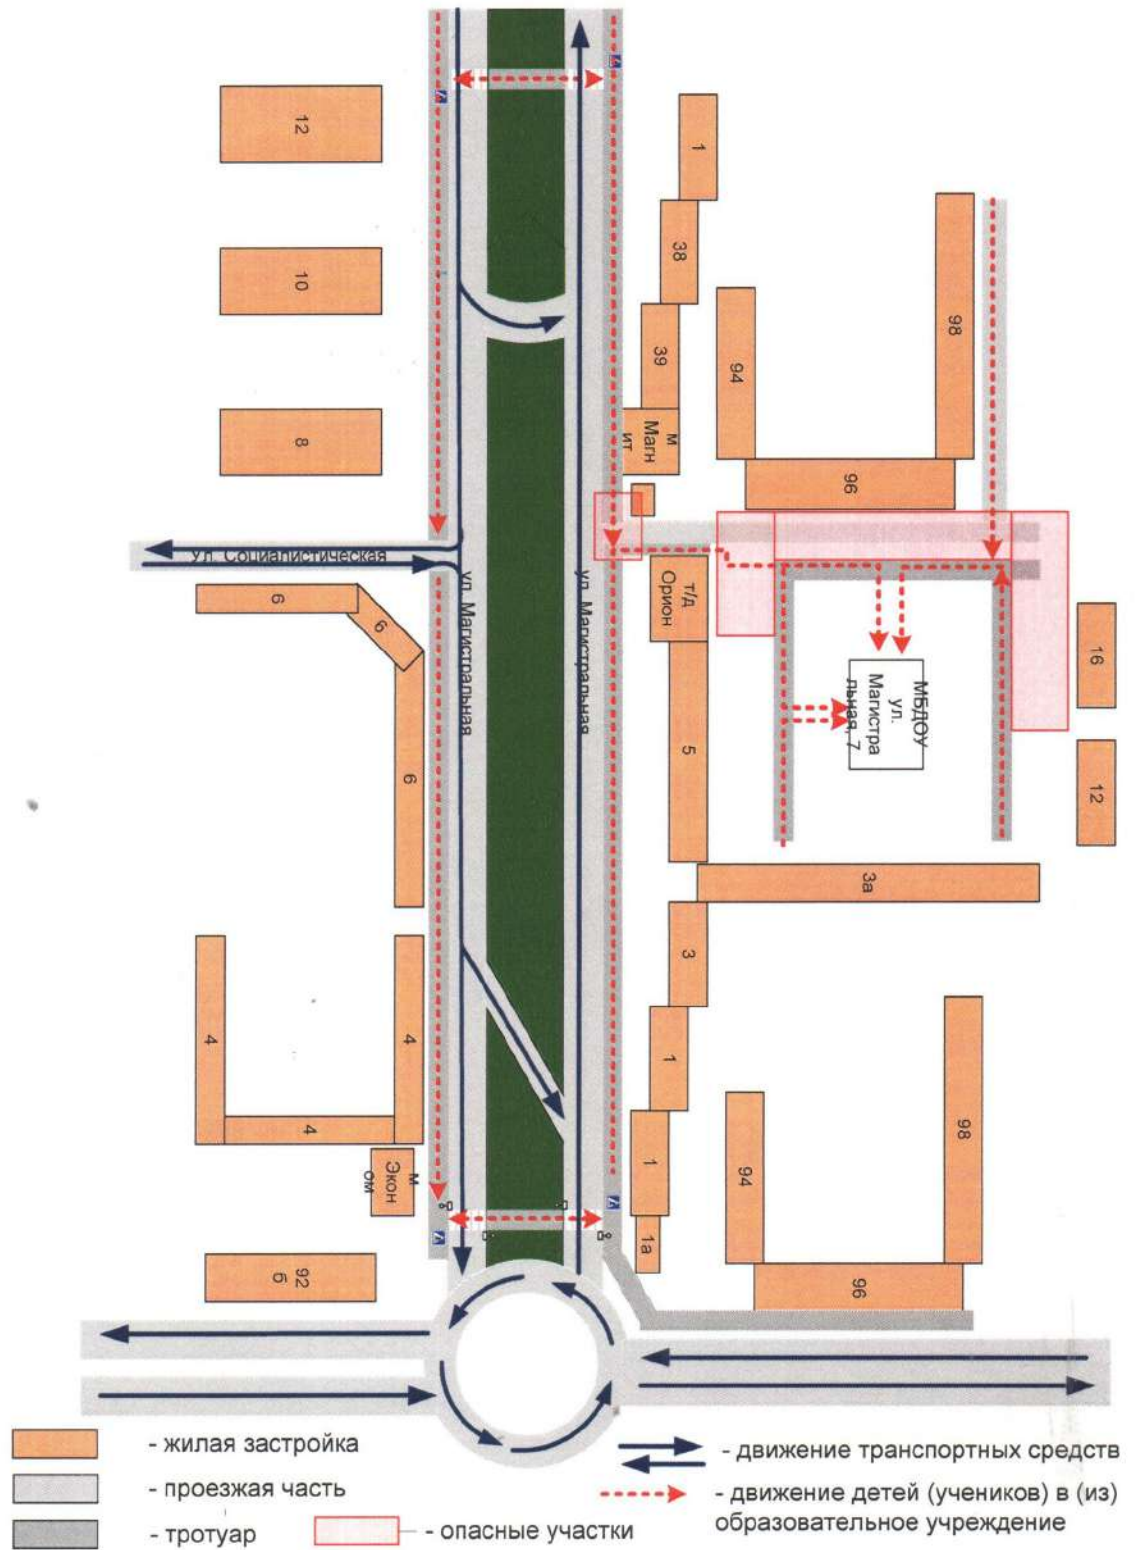 12
1
10
38
98
94
39
м
Магн
ит
8
96
ул. Социалистическая
ул. Магистральная
ул. Магистральная
т/д
Орион
6
6
6
16
МБДОУ
ул.
Магистра
льная, 7
5
12
3а
3
4
4
4
1
98
94
1
м
Экон
ом
1а
92
б
96
- жилая застройка
- проезжая часть
- тротуар
- опасные участки
- движение транспортных средств
- движение детей (учеников) в (из)
образовательное учреждение